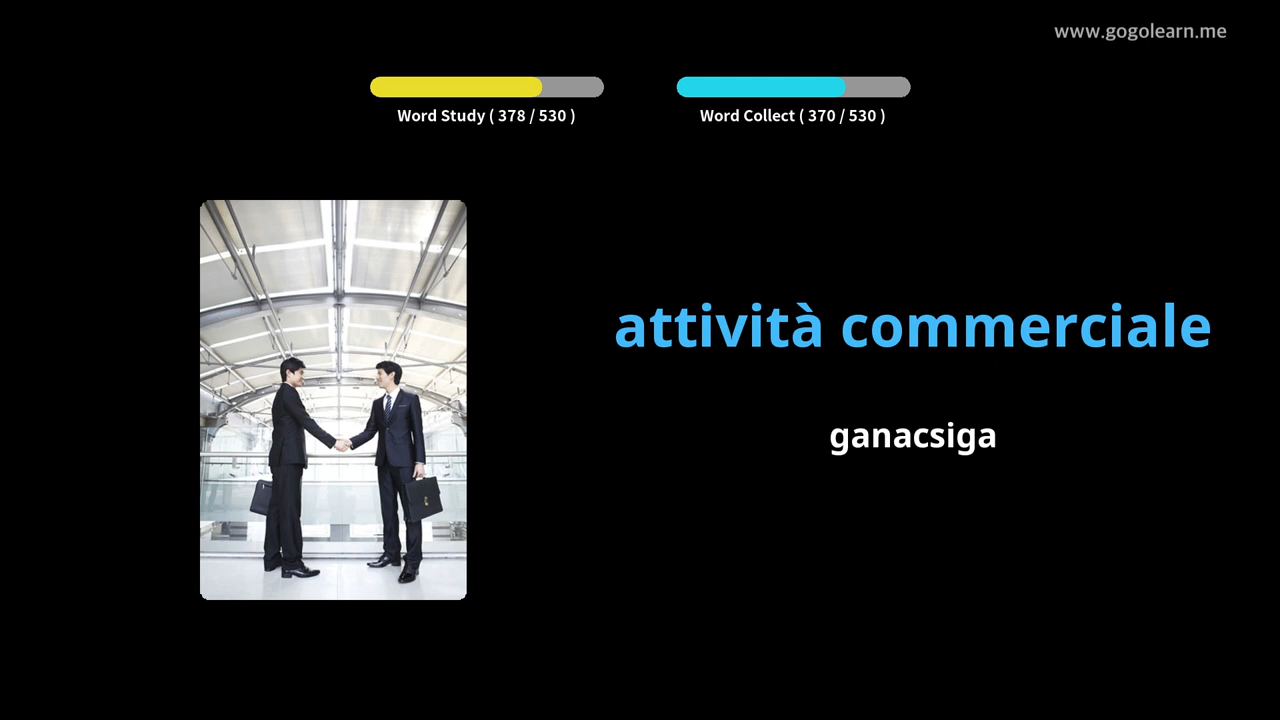 www.gogolearn.me
Word Study ( 378 / 530 )
Word Collect ( 370 / 530 )
attività commerciale
ganacsiga